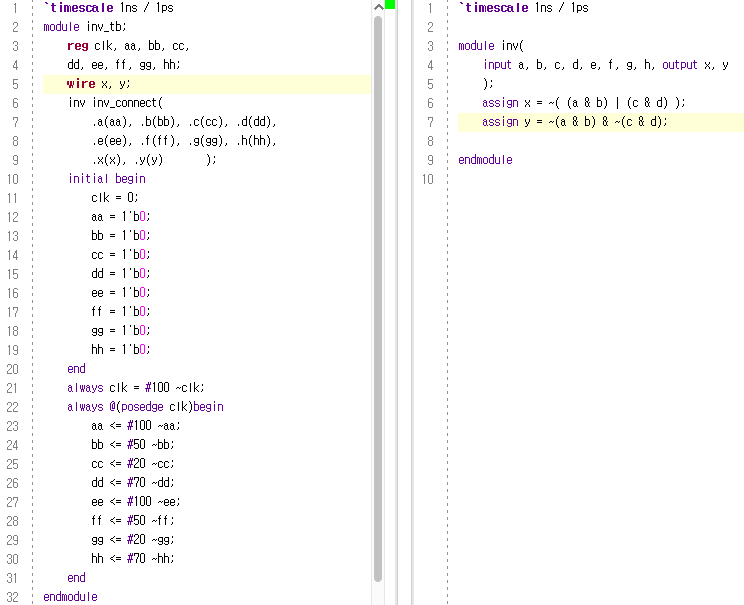 1 `timescale 1ns / 1ps
2 module inv_tb;
3 reg clk, aa, bb, cc,
4 dd, ee, ff, gg, hh;
5 wire x, y;
6 inv inv_connect(
7 .a(aa), .b(bb), .c(cc), .d(dd),
8 .e(ee), .f(ff), .g(gg), .h(hh),
9 .x(x), .y(y) );
10 initial begin
11 clk = 0;
12 aa = 1'b0;
13 bb = 1'b0;
14 cc = 1'b0;
15 dd = 1'b0;
16 ee = 1'b0;
17 ff = 1'b0;
18 gg = 1'b0;
19 hh = 1'b0;
20 end
21 always clk = #100 ~clk;
22 always @(posedge clk)begin
23 aa <= #100 ~aa;
24 bb <= #50 ~bb;
25 cc <= #20 ~cc;
26 dd <= #70 ~dd;
27 ee <= #100 ~ee;
28 ff <= #50 ~ff;
29 gg <= #20 ~gg;
30 hh <= #70 ~hh;
31 end
32 endmodule
1 `timescale 1ns / 1ps
2
3 module inv(
4 input a, b, c, d, e, f, g, h, output x, y
5 );
6 assign x = ~( (a & b) | (c & d) );
7 assign y = ~(a & b) & ~(c & d);
8
9 endmodule
10